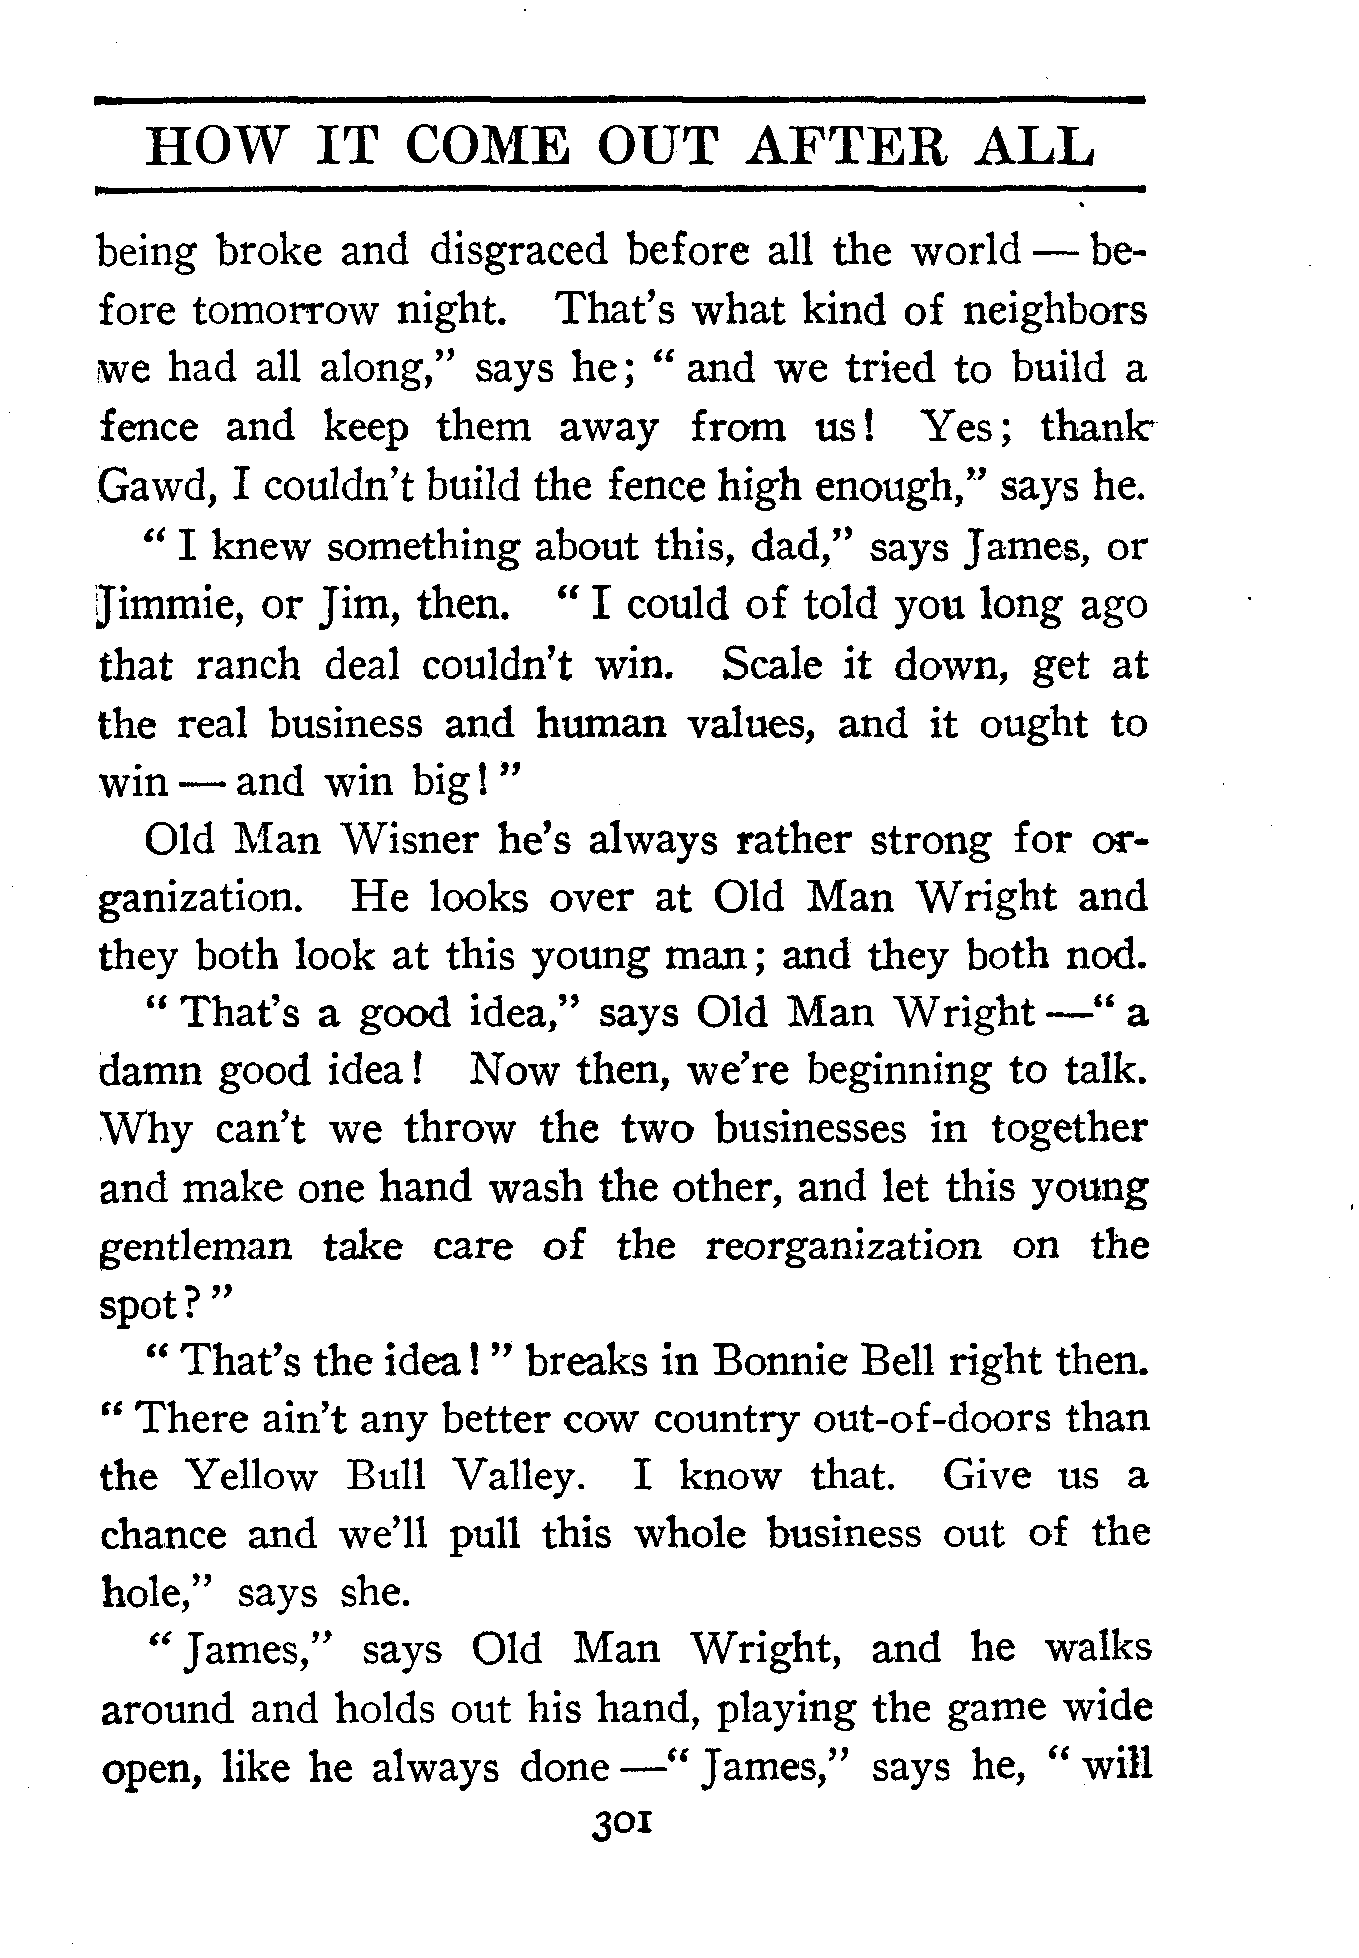 HOW IT COME OUT AFTER ALL
being broke and disgraced before all the world — be-
fore tomorrow night. That's what kind of neighbors
we had all along," says he; " and we tried to build a
fence and keep them away from us! Yes; thank
Gawd, I couldn't build the fence high enough," says he.
" I knew something about this, dad," says James, or
Jimmie, or Jim, then. " I could of told you long ago
that ranch deal couldn't win. Scale it down, get at
the real business and human values, and it ought to
win — and win big! "
Old Man Wisner he's always rather strong for or-
ganization. He looks over at Old Man Wright and
they both look at this young man; and they both nod.
" That's a good idea," says Old Man Wright —" a
damn good idea! Now then, we're beginning to talk.
Why can't we throw the two businesses in together
and make one hand wash the other, and let this young
gentleman take care of the reorganization on the
spot? "
" That's the idea! " breaks in Bonnie Bell right then.
" There ain't any better cow country out-of-doors than
the Yellow Bull Valley. I know that. Give us a
chance and we'll pull this whole business out of the
hole," says she.
" James," says Old Man Wright, and he walks
around and holds out his hand, playing the game wide
open, like he always done —" James," says he, " will
301